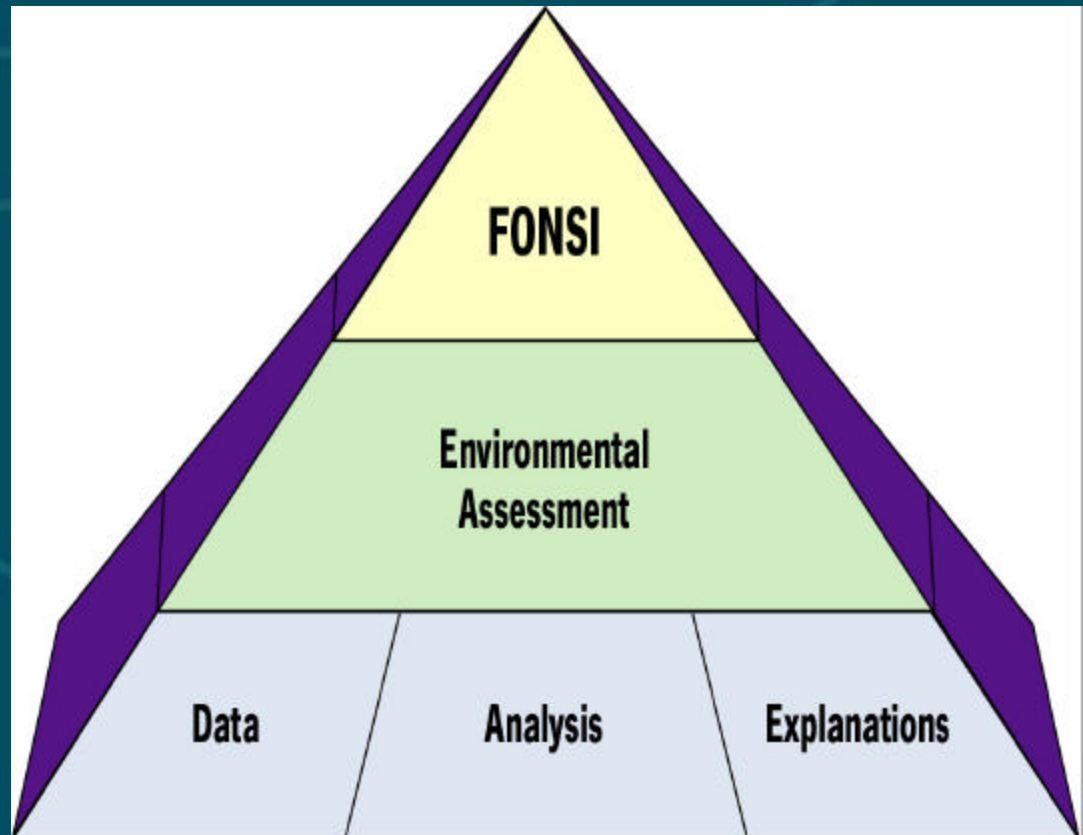 FONSI
Environmental
Assessment
Data
Analysis
Explanations